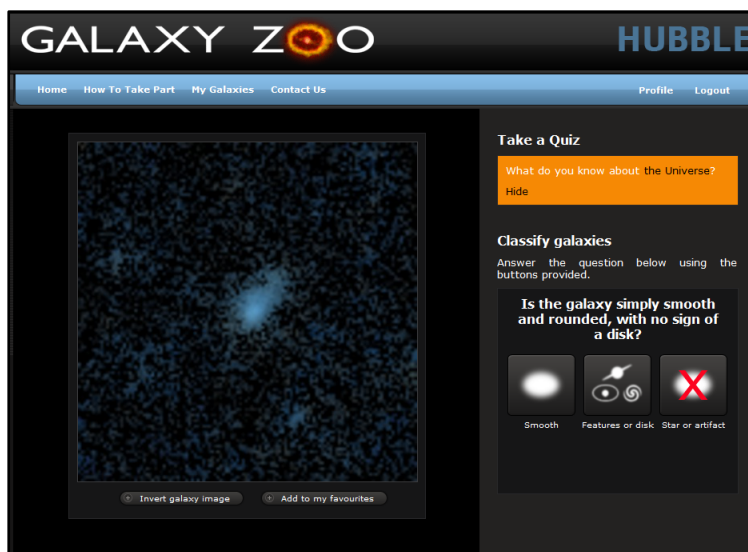 GALAXY ZOO
HUBBLE
Home How To Take Part My Galaxies Contact Us Profile Logout
Take a Quiz
What do you know about the Universe?
Hide
Classify galaxies
Answer the question below using the
buttons provided.
Is the galaxy simply smooth
and rounded, with no sign of
a disk?
Smooth Features or disk Star or artifact
Invert galaxy image Add to my favourites